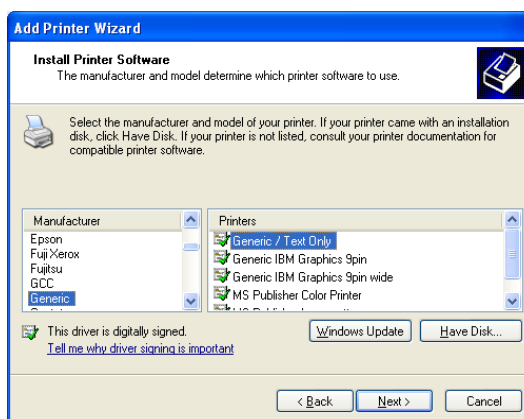 Add Printer Wizard
Install Printer Software
The manufacturer and model determine which printer software to use.
Select the manufacturer and model of your printer. If your printer came with an installation
disk, click Have Disk. If your printer is not listed, consult your printer documentation for
compatible printer software.
Manufacturer
Epson
Fuji Xerox
Fujitsu
GCC
Generic
Printers
Generic / Text Only
Generic IBM Graphics 9pin
Generic IBM Graphics 9pin wide
MS Publisher Color Printer
This driver is digitally signed.
Tell me why driver signing is important
Windows Update
Have Disk...
< Back
Next >
Cancel